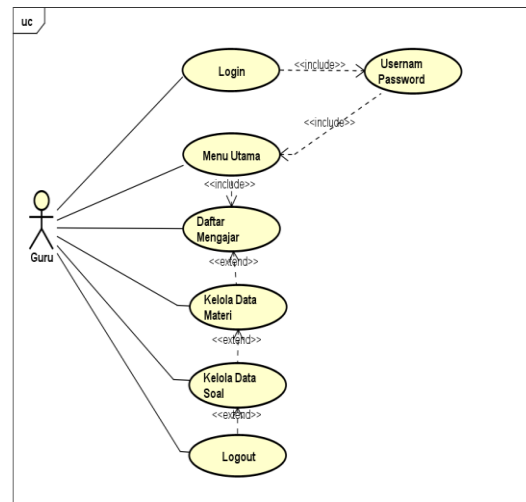 uc
Login
<<include>>
Usernam
Password
<<include>>
Menu Utama
<<include>>
Daftar
Mengajar
<<extend>>
Guru
Kelola Data
Materi
<<extend>>
Kelola Data
Soal
<<extend>>
Logout